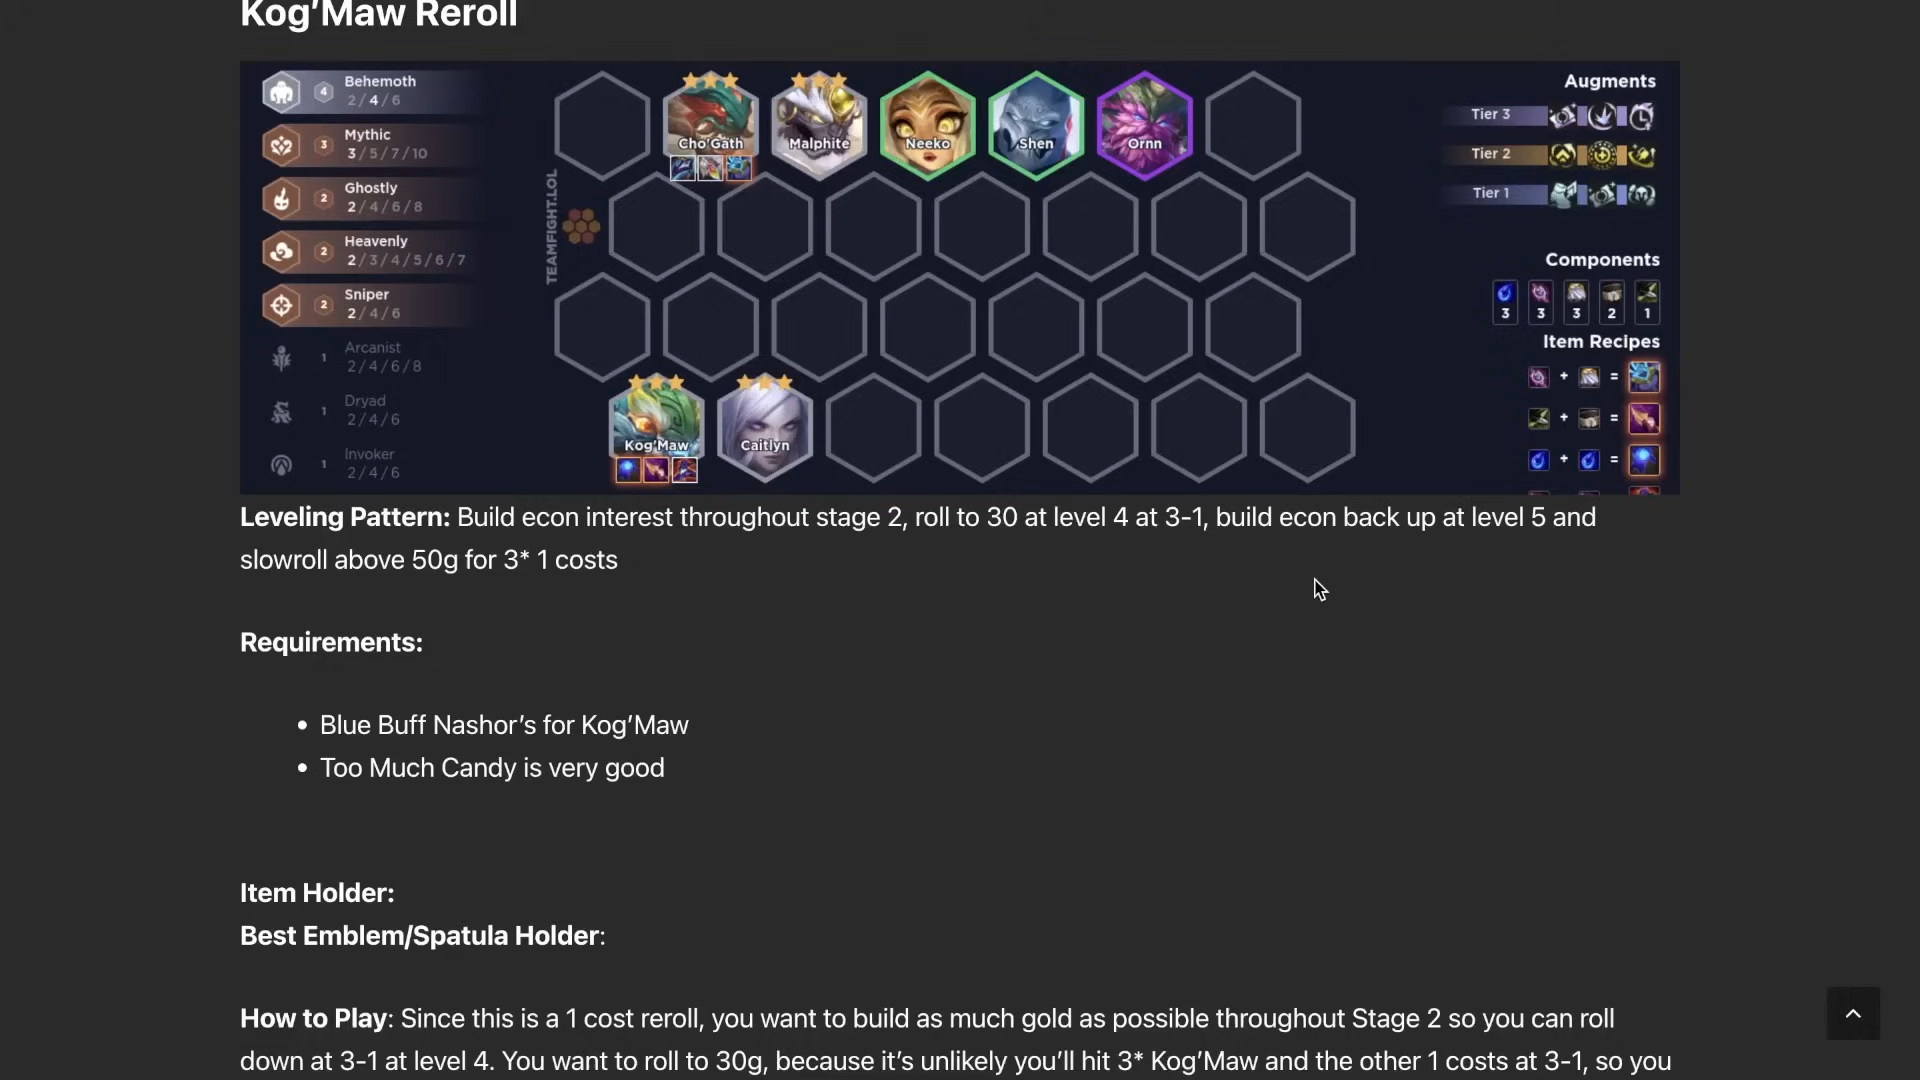 Kog'Maw Reroll
Behemoth
4
2 / 4 / 6
Mythic
3
3 / 5 / 7 / 10
Ghostly
2
2 / 4 / 6 / 8
Heavenly
2
2 / 3 / 4 / 5 / 6 / 7
Sniper
2
2 / 4 / 6
Arcanist
1
2 / 4 / 6 / 8
Dryad
1
2 / 4 / 6
Invoker
1
2 / 4 / 6
TEAMFIGHT.LOL
Cho'Gath
Malphite
Neeko
Shen
Ornn
Kog'Maw
Caitlyn
Augments
Tier 3
Tier 2
Tier 1
Components
3 3 3 2 1
Item Recipes
+ =
+ =
+ =
Leveling Pattern: Build econ interest throughout stage 2, roll to 30 at level 4 at 3-1, build econ back up at level 5 and
slowroll above 50g for 3* 1 costs
Requirements:
• Blue Buff Nashor's for Kog'Maw
• Too Much Candy is very good
Item Holder:
Best Emblem/Spatula Holder:
How to Play: Since this is a 1 cost reroll, you want to build as much gold as possible throughout Stage 2 so you can roll
down at 3-1 at level 4. You want to roll to 30g, because it's unlikely you'll hit 3* Kog'Maw and the other 1 costs at 3-1, so you